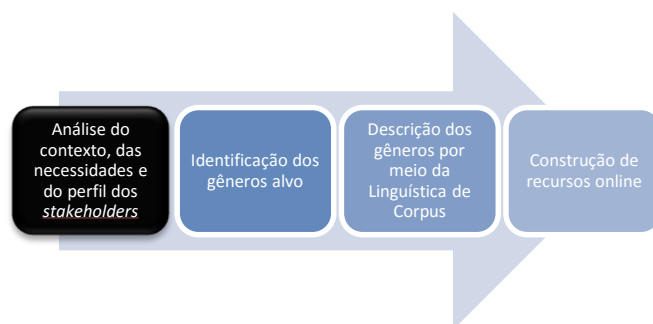 Análise do
contexto, das
necessidades e
do perfil dos
stakeholders
Identificação dos
gêneros alvo
Descrição dos
gêneros por
meio da
Linguística de
Corpus
Construção de
recursos online